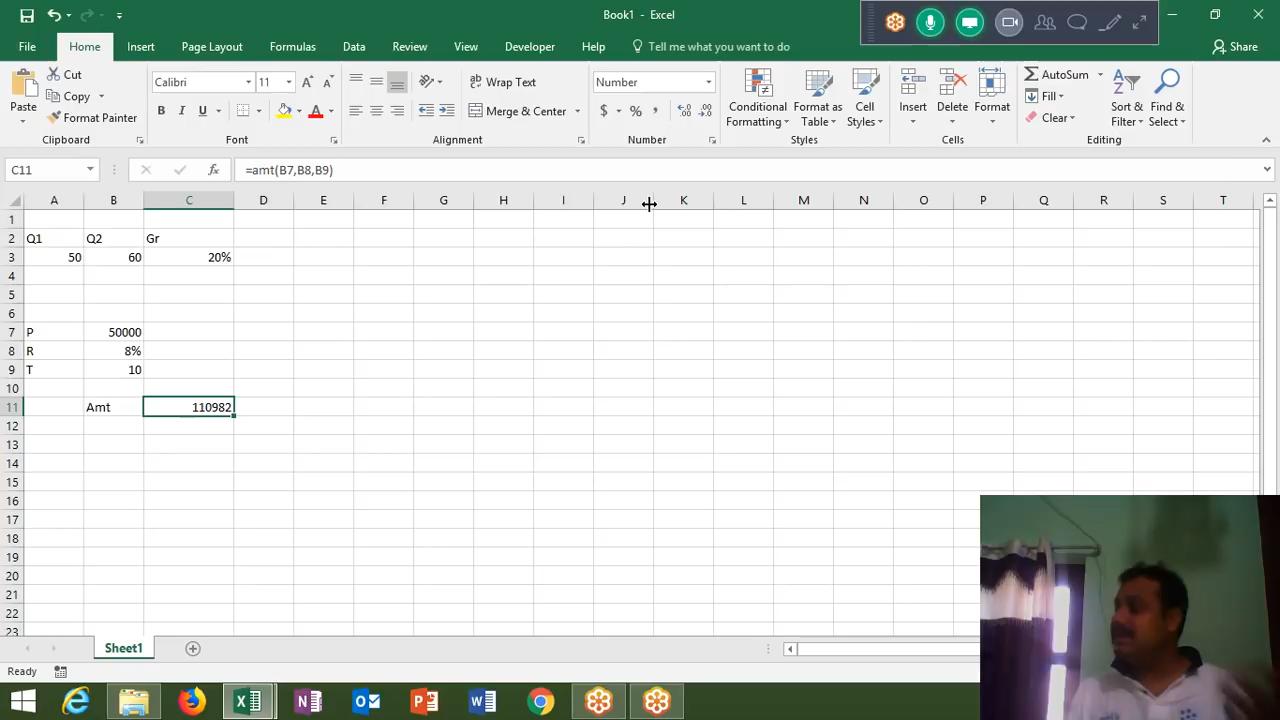 Book1 - Excel
File Home Insert Page Layout Formulas Data Review View Developer Help Tell me what you want to do Share
Paste Cut Copy Format Painter Clipboard
Calibri 11 B I U A Font
Wrap Text Merge & Center Alignment
Number $ % , Number
Conditional Formatting Format as Table Cell Styles Styles
Insert Delete Format Cells
AutoSum Fill Clear Sort & Filter Find & Select Editing
C11 fx =amt(B7,B8,B9)
A B C D E F G H I J K L M N O P Q R S T
1
2 Q1 Q2 Gr
3 50 60 20%
4
5
6
7 P 50000
8 R 8%
9 T 10
10
11 Amt 110982
12
13
14
15
16
17
18
19
20
21
22
23
Sheet1
Ready